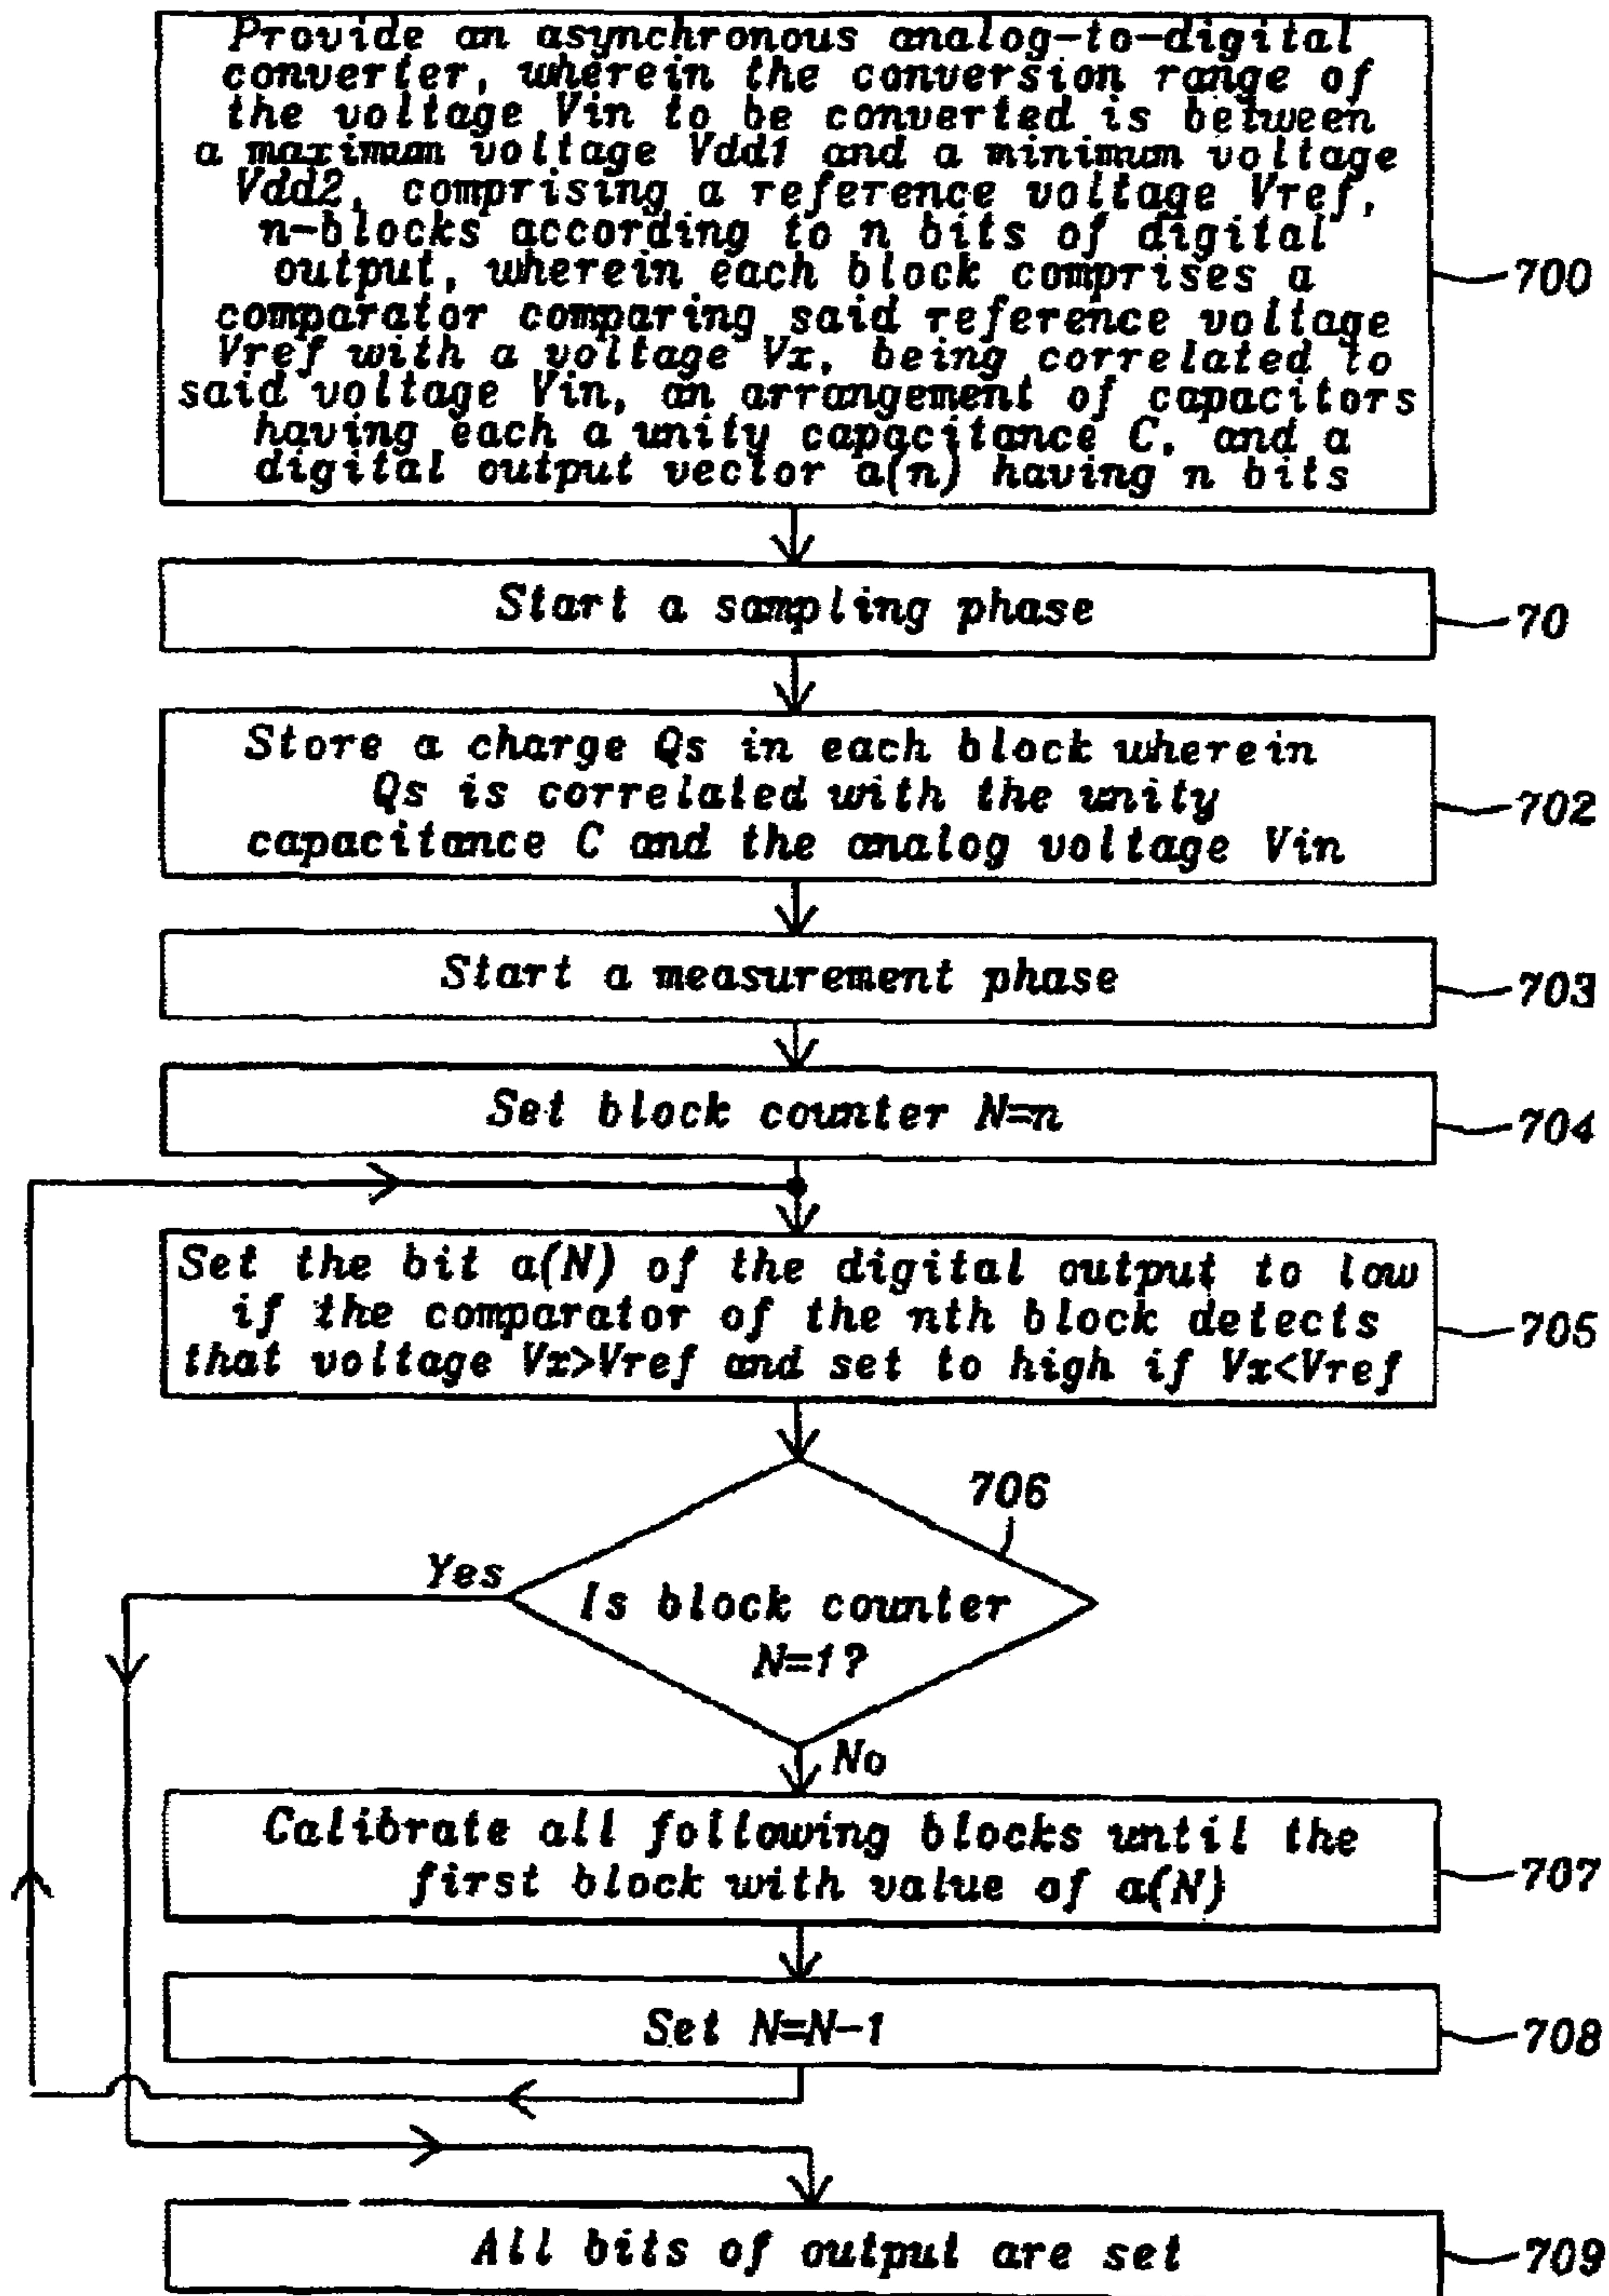 Provide an asynchronous analog-to-digital
converter, wherein the conversion range of
the voltage Vin to be converted is between
a maximum voltage Vdd1 and a minimum voltage
Vdd2, comprising a reference voltage Vref,
n-blocks according to n bits of digital
output, wherein each block comprises a
comparator comparing said reference voltage
Vref with a voltage Vx, being correlated to
said voltage Vin, an arrangement of capacitors
having each a unity capacitance C, and a
digital output vector a(n) having n bits
700
Start a sampling phase
70
Store a charge Qs in each block wherein
Qs is correlated with the unity
capacitance C and the analog voltage Vin
702
Start a measurement phase
703
Set block counter N=n
704
Set the bit a(N) of the digital output to low
if the comparator of the nth block detects
that voltage Vx>Vref and set to high if Vx<Vref
705
706
Yes
Is block counter
N=1?
No
Calibrate all following blocks until the
first block with value of a(N)
707
Set N=N-1
708
All bits of output are set
709